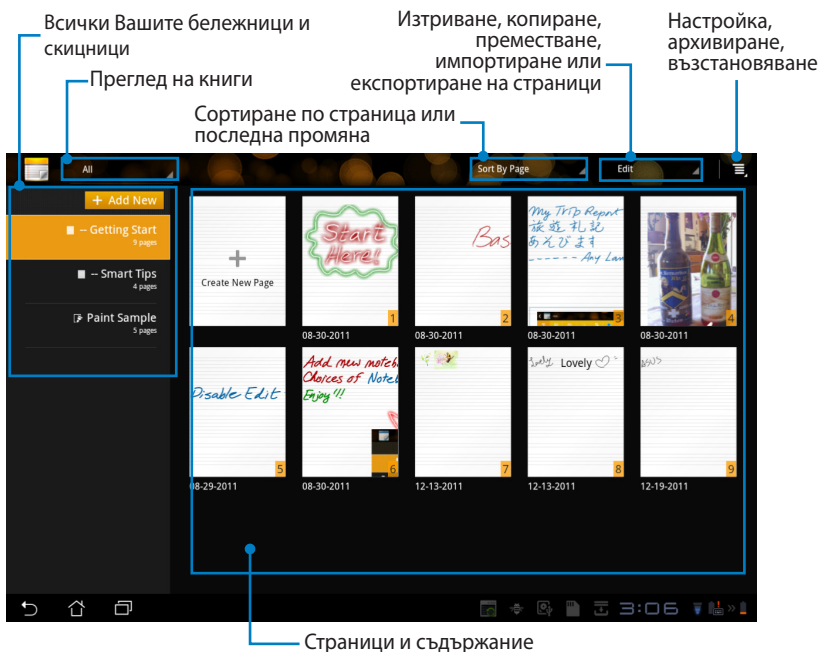 Всички Вашите бележници и
скицници
Преглед на книги
Сортиране по страница или
последна промяна
Изтриване, копиране,
преместване,
импортиране или
експортиране на страници
Настройка,
архивиране,
възстановяване
All
Sort By Page
Edit
+ Add New
-- Getting Start
9 pages
-- Smart Tips
4 pages
Paint Sample
5 pages
Create New Page
Start
Here!
1
08-30-2011
Bas
2
08-30-2011
My Trip Report
旅遊札記
あそびます
------ Any Lan
3
08-30-2011
4
08-30-2011
Disable Edit
5
08-29-2011
Add new noteb
Choices of Noteb
Enjoy !!!
6
08-30-2011
7
12-13-2011
Lovely Lovely
8
12-13-2011
ASUS
9
12-19-2011
3:06
Страници и съдържание